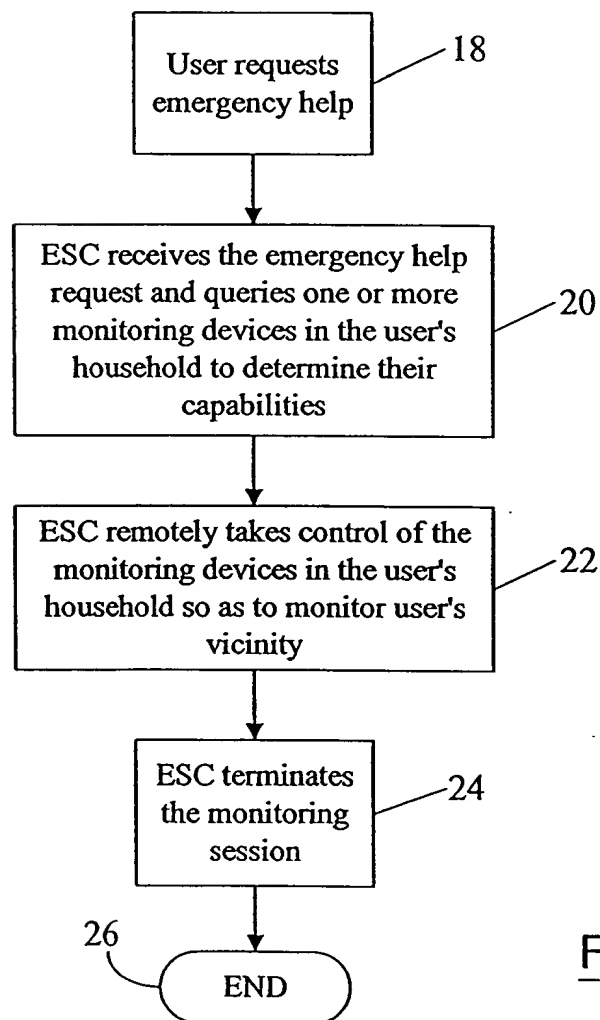 User requests
emergency help
18
ESC receives the emergency help
request and queries one or more
monitoring devices in the user's
household to determine their
capabilities
20
ESC remotely takes control of the
monitoring devices in the user's
household so as to monitor user's
vicinity
22
ESC terminates
the monitoring
session
24
26
END
F